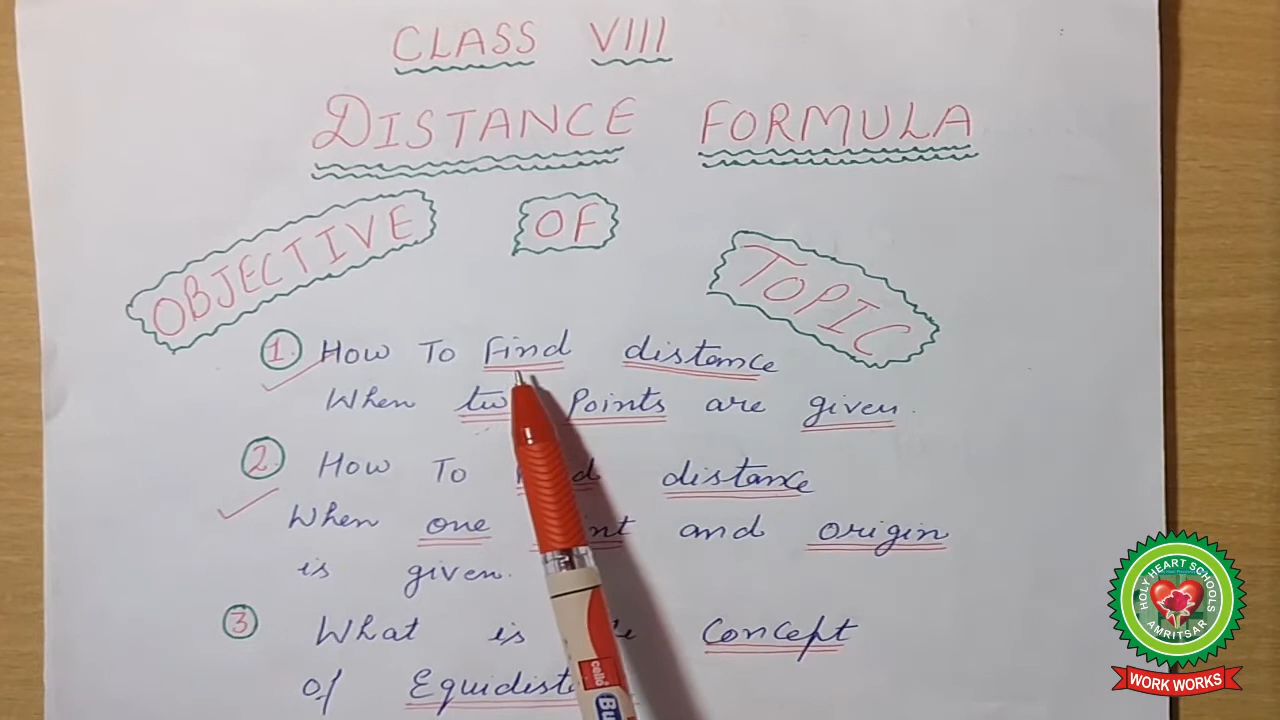 CLASS VIII
DISTANCE FORMULA
OBJECTIVE OF TOPIC
1. How To Find distance
When points are given.
2. How To distance
When one and origin
is given.
3 What is concept
Of
cello
HOLY HEART SCHOOLS
AMRITSAR
WORK WORKS